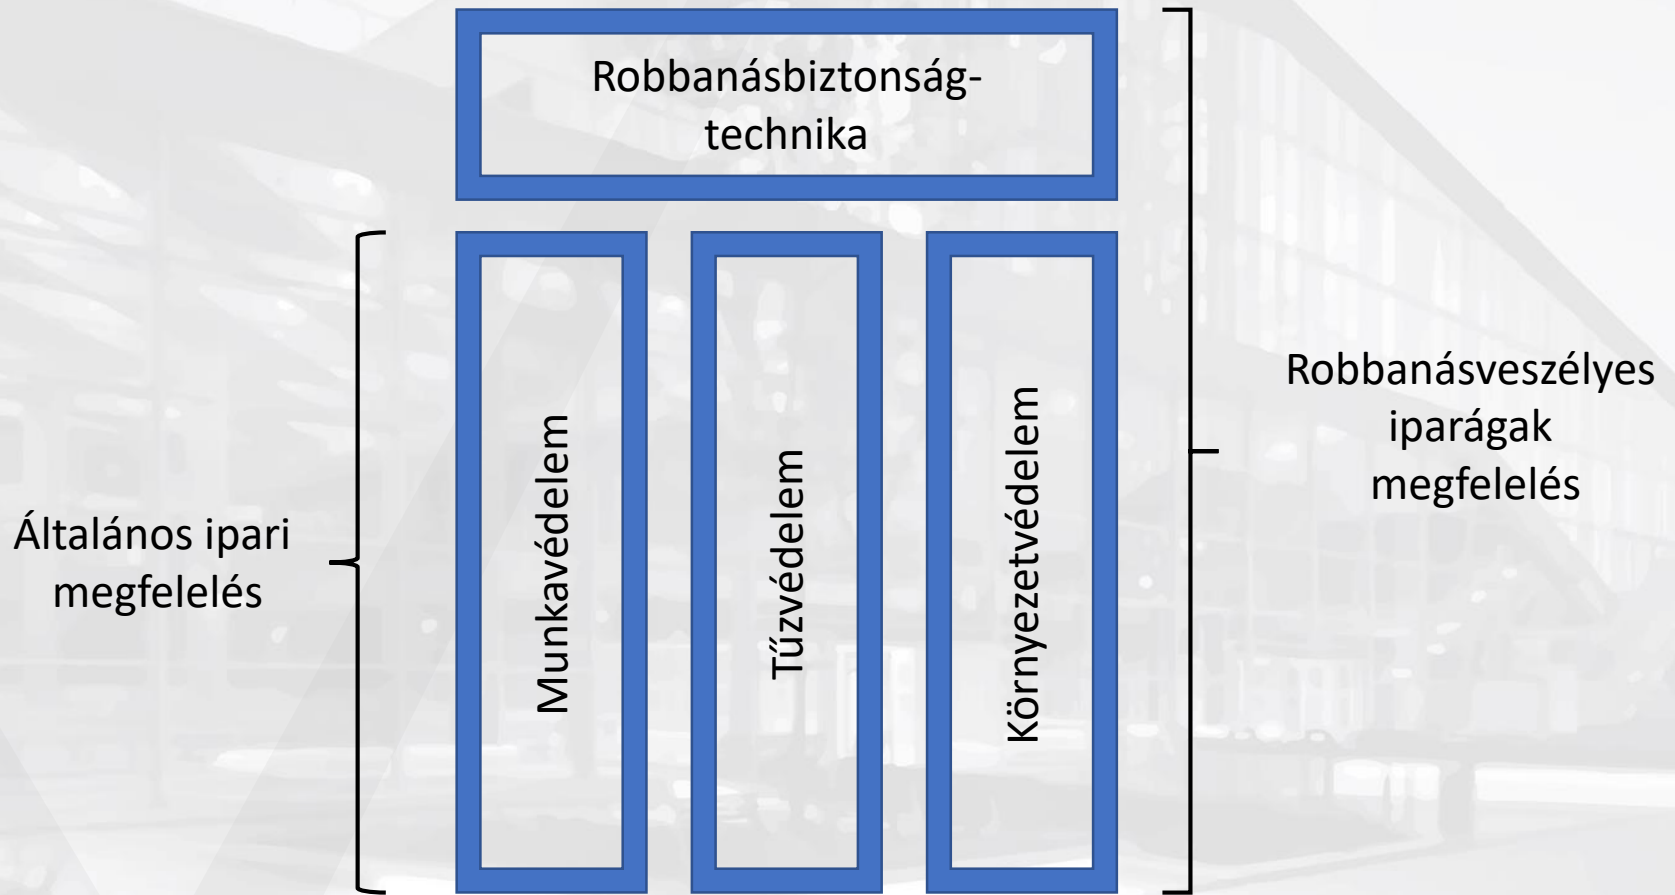 Robbanásbiztonság-
technika
Általános ipari
megfelelés
Munkavédelem
Tűzvédelem
Környezetvédelem
Robbanásveszélyes
iparágak
megfelelés